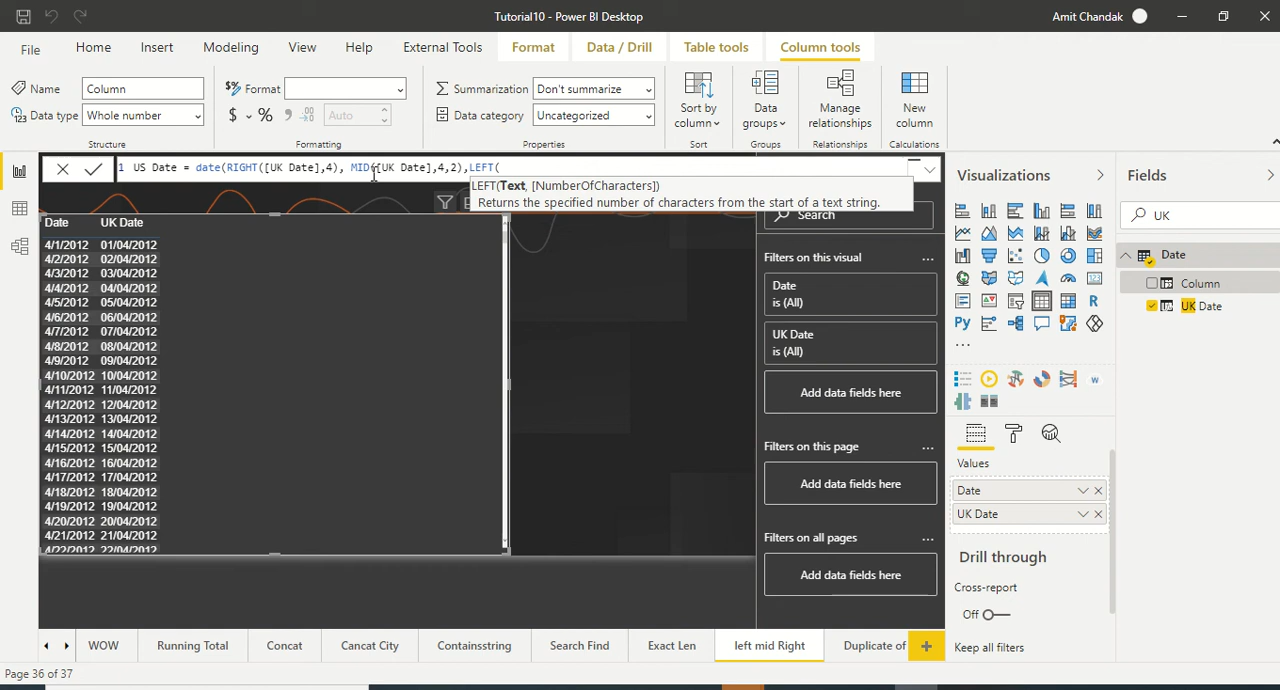 Tutorial10 - Power BI Desktop
Amit Chandak
File Home Insert Modeling View Help External Tools Format Data / Drill Table tools Column tools
Name Column
Data type Whole number
Structure
Format
$ % Auto
Formatting
Summarization Don't summarize
Data category Uncategorized
Properties
Sort by column
Sort
Data groups
Groups
Manage relationships
Relationships
New column
Calculations
1 US Date = date(RIGHT([UK Date],4), MID([UK Date],4,2),LEFT(
LEFT(Text, [NumberOfCharacters])
Returns the specified number of characters from the start of a text string.
Date UK Date
4/1/2012 01/04/2012
4/2/2012 02/04/2012
4/3/2012 03/04/2012
4/4/2012 04/04/2012
4/5/2012 05/04/2012
4/6/2012 06/04/2012
4/7/2012 07/04/2012
4/8/2012 08/04/2012
4/9/2012 09/04/2012
4/10/2012 10/04/2012
4/11/2012 11/04/2012
4/12/2012 12/04/2012
4/13/2012 13/04/2012
4/14/2012 14/04/2012
4/15/2012 15/04/2012
4/16/2012 16/04/2012
4/17/2012 17/04/2012
4/18/2012 18/04/2012
4/19/2012 19/04/2012
4/20/2012 20/04/2012
4/21/2012 21/04/2012
4/22/2012 22/04/2012
Search
Filters on this visual ...
Date
is (All)
UK Date
is (All)
Add data fields here
Filters on this page ...
Add data fields here
Filters on all pages ...
Add data fields here
Visualizations
123
R
Py
...
W
Values
Date
UK Date
Drill through
Cross-report
Off
Keep all filters
Fields
UK
Date
Column
UK Date
WOW Running Total Concat Cancat City Containsstring Search Find Exact Len left mid Right Duplicate of +
Page 36 of 37